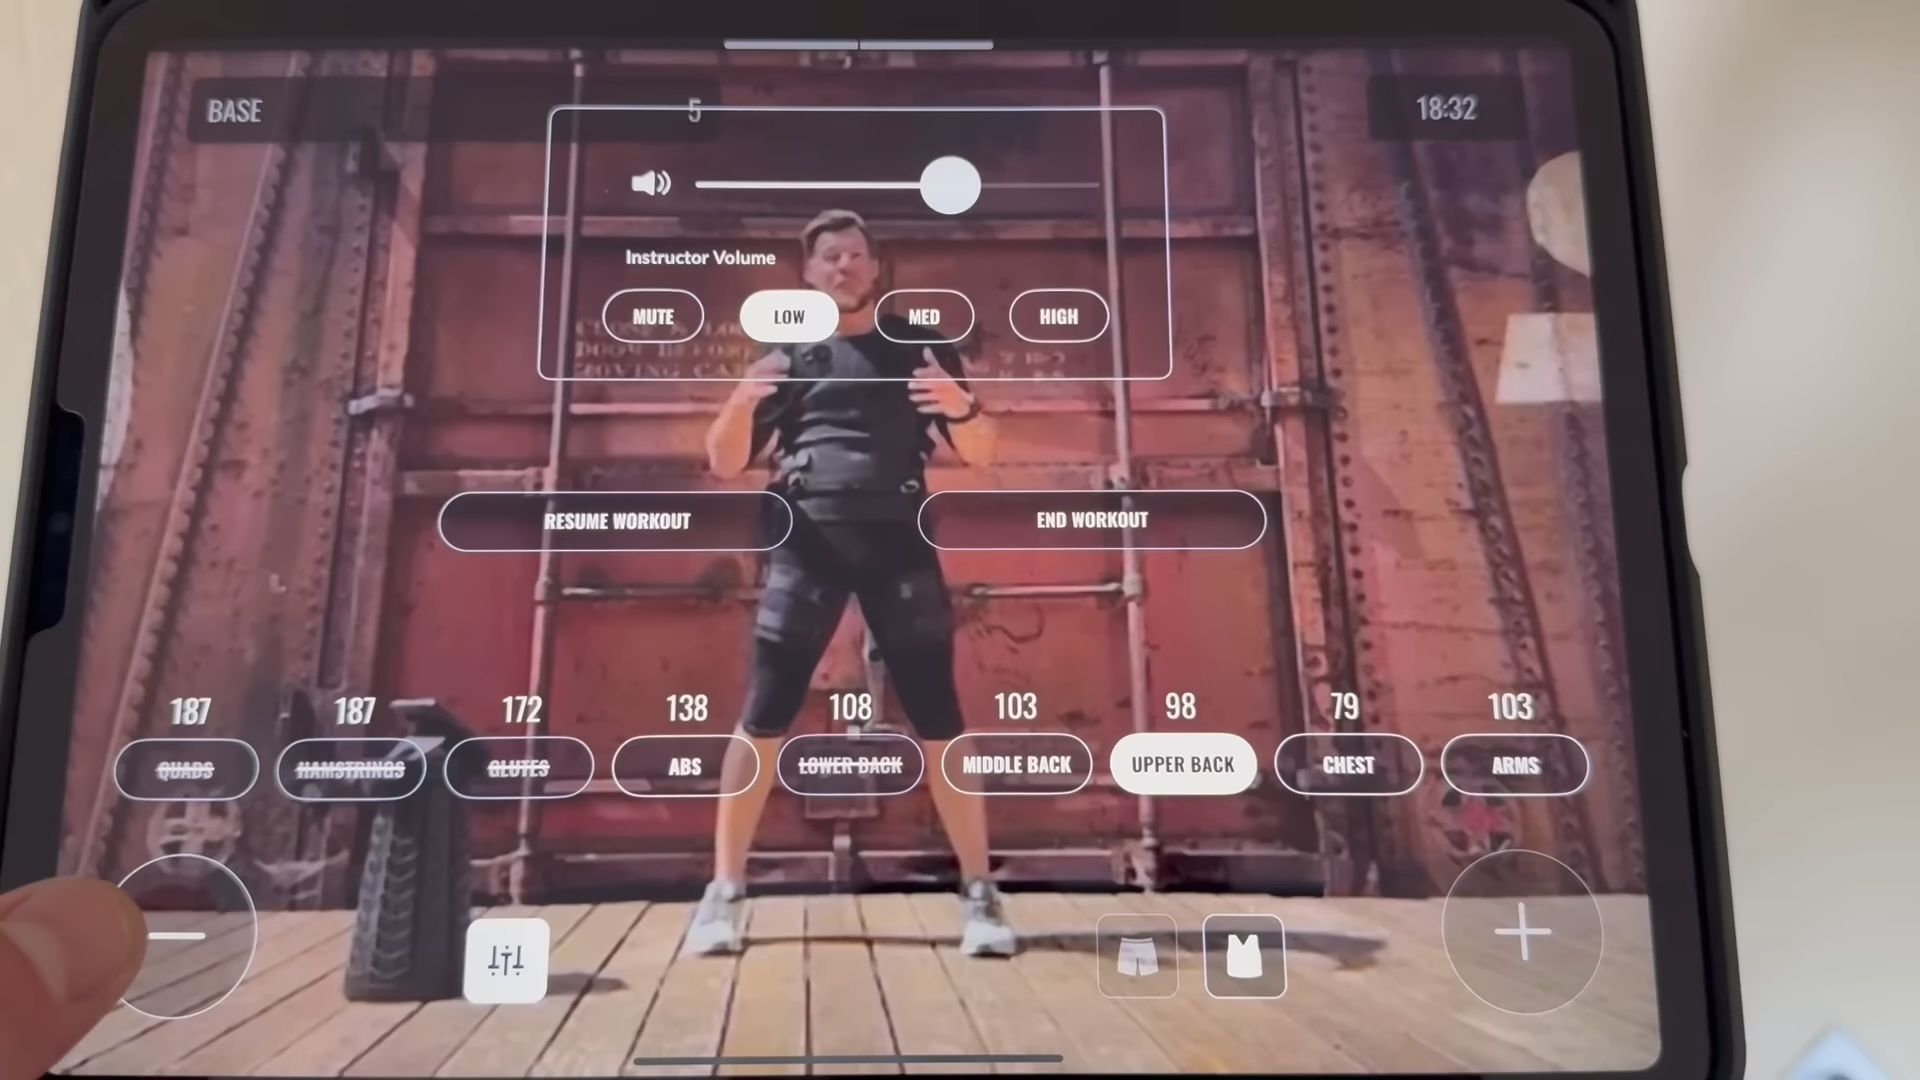 BASE 5 18:32
Instructor Volume
MUTE LOW MED HIGH
RESUME WORKOUT END WORKOUT
187 187 172 138 108 103 98 79 103
QUADS HAMSTRINGS GLUTES ABS LOWER BACK MIDDLE BACK UPPER BACK CHEST ARMS